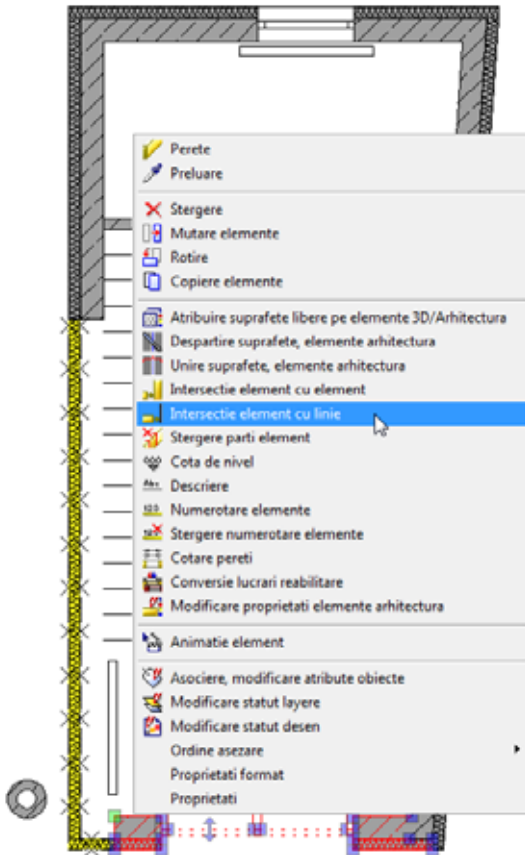 Perete
Preluare
Stergere
Mutare elemente
Rotire
Copiere elemente
Atribuire suprafete libere pe elemente 3D/Arhitectura
Despartire suprafete, elemente arhitectura
Unire suprafete, elemente arhitectura
Intersectie element cu element
Intersectie element cu linie
Stergere parti element
Cota de nivel
Descriere
Numerotare elemente
Stergere numerotare elemente
Cotare pereti
Conversie lucrari reabilitare
Modificare proprietati elemente arhitectura
Animatie element
Asociere, modificare atribute obiecte
Modificare statut layere
Modificare statut desen
Ordine asezare
Proprietati format
Proprietati